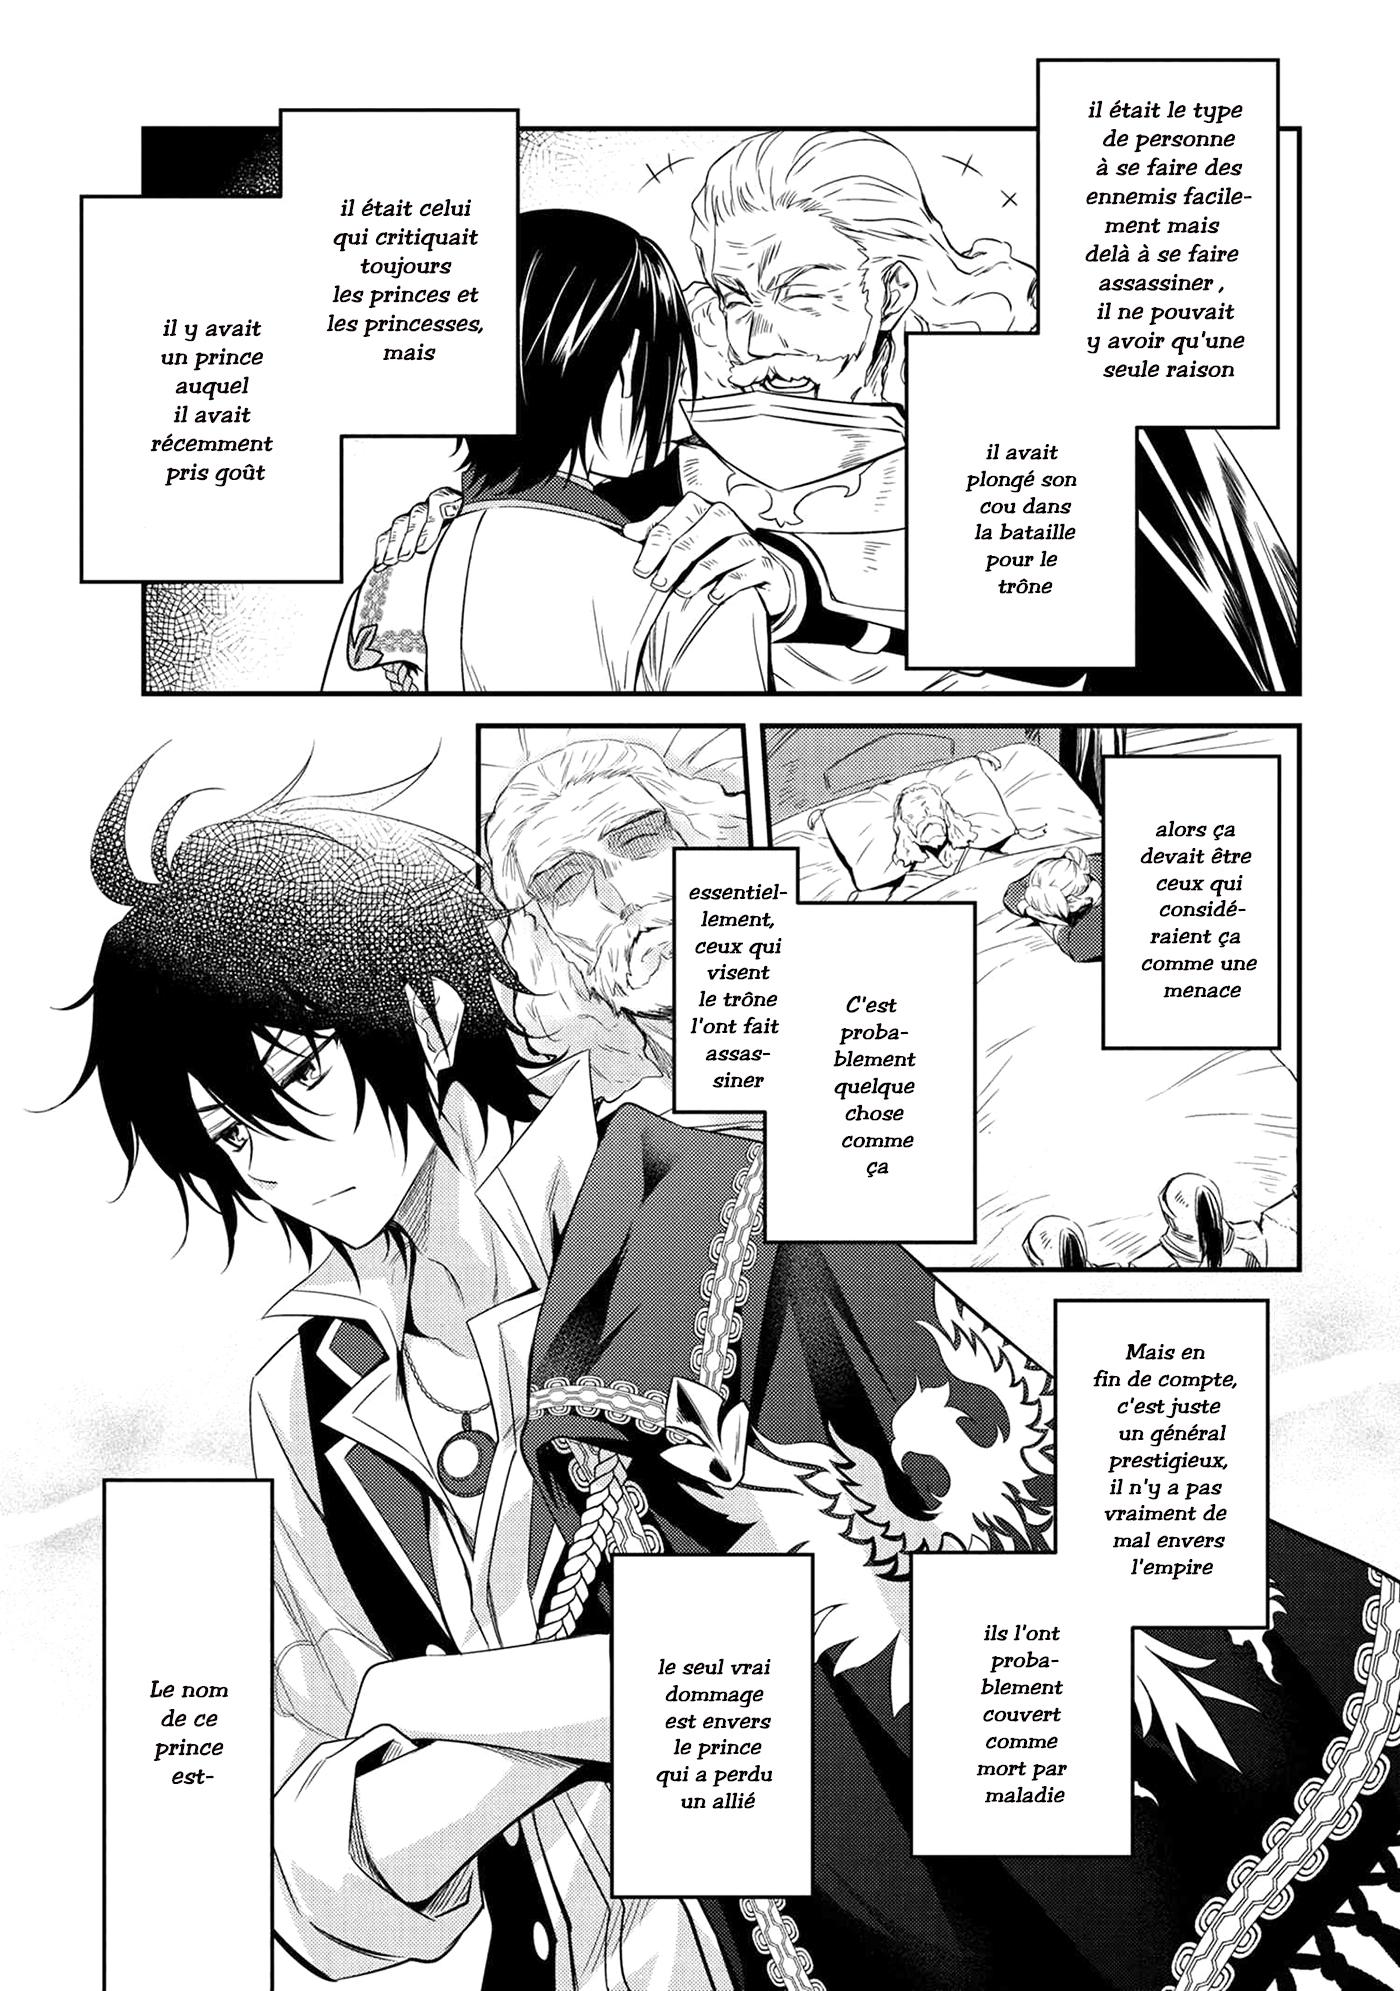 il était le type
de personne
à se faire des
ennemis facile-
ment mais
delà à se faire
assassiner ,
il ne pouvait
y avoir qu'une
seule raison
il avait
plongé son
cou dans
la bataille
pour le
trône
il était celui
qui critiquait
toujours
les princes et
les princesses,
mais
il y avait
un prince
auquel
il avait
récemment
pris goût
alors ça
devait être
ceux qui
considé-
raient ça
comme une
menace
C'est
proba-
blement
quelque
chose
comme
ça
essentiel-
lement,
ceux qui
visent
le trône
l'ont fait
assas-
siner
Mais en
fin de compte,
c'est juste
un général
prestigieux,
il n'y a pas
vraiment de
mal envers
l'empire
ils l'ont
proba-
blement
couvert
comme
mort par
maladie
le seul vrai
dommage
est envers
le prince
qui a perdu
un allié
Le nom
de ce
prince
est-